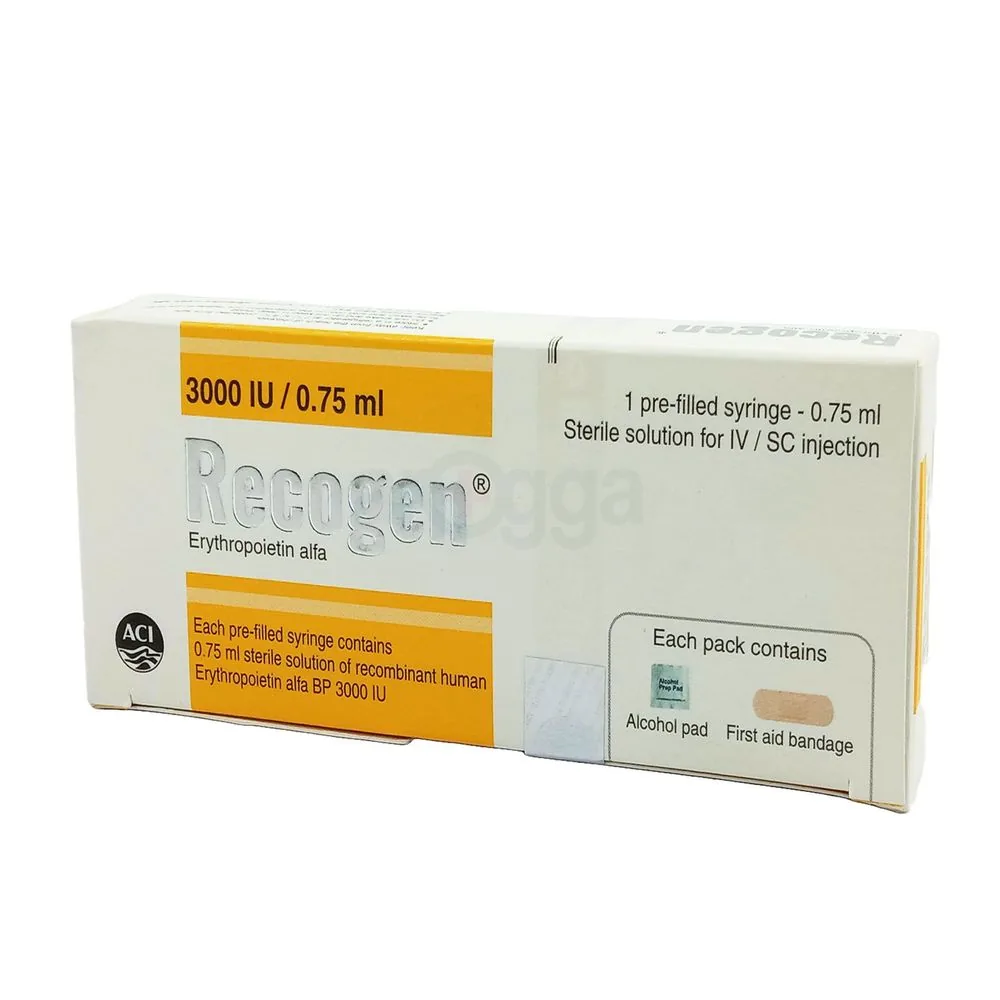 Recogen®
3000 IU / 0.75 ml
Recogen®
Erythropoietin alfa
ACI
Each pre-filled syringe contains
0.75 ml sterile solution of recombinant human
Erythropoietin alfa BP 3000 IU
1 pre-filled syringe - 0.75 ml
Sterile solution for IV / SC injection
Each pack contains
Alcohol
Prep Pad
Alcohol pad
First aid bandage